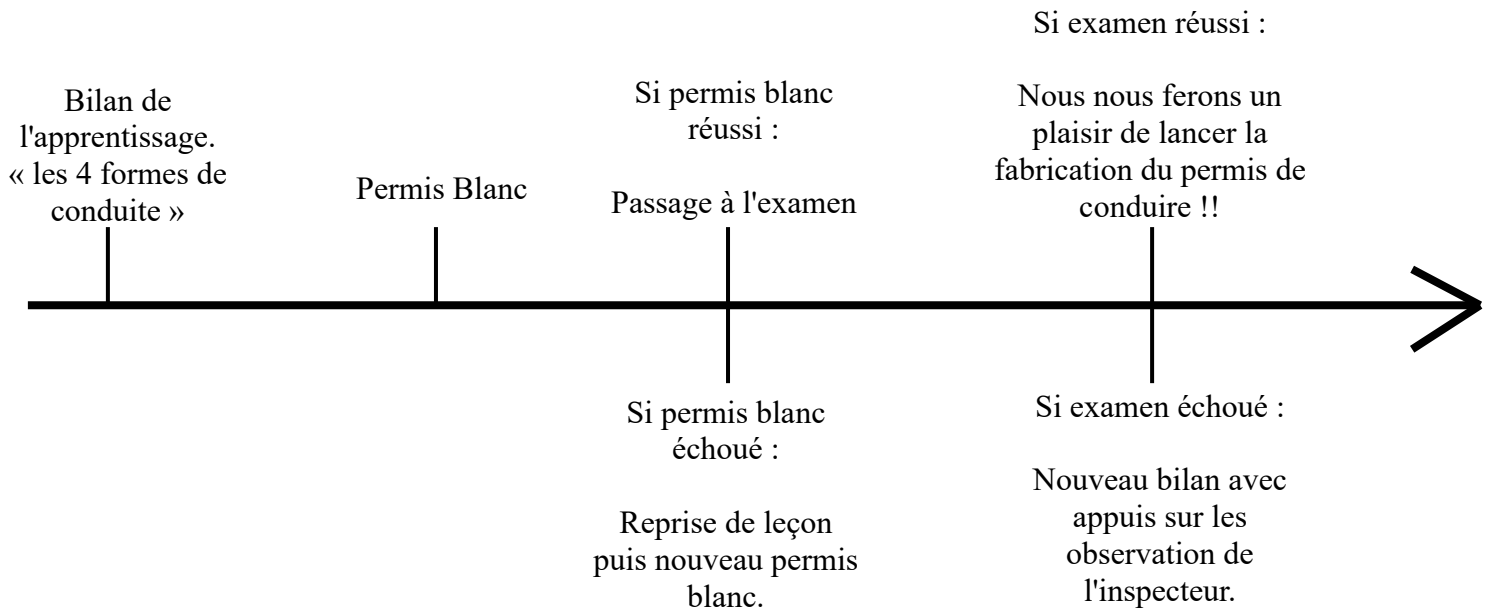 Bilan de
l'apprentissage.
« les 4 formes de
conduite »
Permis Blanc
Si permis blanc
réussi :
Passage à l'examen
Si examen réussi :
Nous nous ferons un
plaisir de lancer la
fabrication du permis de
conduire !!
Si permis blanc
échoué :
Reprise de leçon
puis nouveau permis
blanc.
Si examen échoué :
Nouveau bilan avec
appuis sur les
observation de
l'inspecteur.